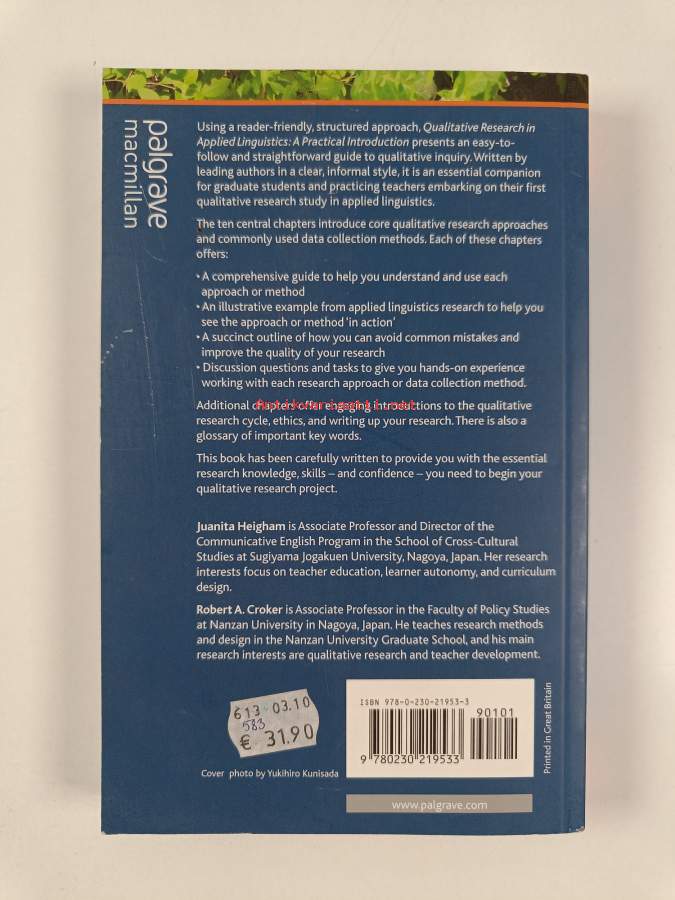 palgrave
macmillan
Using a reader-friendly, structured approach, Qualitative Research in
Applied Linguistics: A Practical Introduction presents an easy-to-
follow and straightforward guide to qualitative inquiry. Written by
leading authors in a clear, informal style, it is an essential companion
for graduate students and practicing teachers embarking on their first
qualitative research study in applied linguistics.
The ten central chapters introduce core qualitative research approaches
and commonly used data collection methods. Each of these chapters
offers:
• A comprehensive guide to help you understand and use each
approach or method
• An illustrative example from applied linguistics research to help you
see the approach or method ‘in action’
• A succinct outline of how you can avoid common mistakes and
improve the quality of your research
• Discussion questions and tasks to give you hands-on experience
working with each research approach or data collection method.
Additional chapters offer engaging introductions to the qualitative
research cycle, ethics, and writing up your research. There is also a
glossary of important key words.
This book has been carefully written to provide you with the essential
research knowledge, skills – and confidence – you need to begin your
qualitative research project.
Juanita Heigham is Associate Professor and Director of the
Communicative English Program in the School of Cross-Cultural
Studies at Sugiyama Jogakuen University, Nagoya, Japan. Her research
interests focus on teacher education, learner autonomy, and curriculum
design.
Robert A. Croker is Associate Professor in the Faculty of Policy Studies
at Nanzan University in Nagoya, Japan. He teaches research methods
and design in the Nanzan University Graduate School, and his main
research interests are qualitative research and teacher development.
613 03.10
583
€ 31.90
Cover photo by Yukihiro Kunisada
ISBN 978-0-230-21953-3
90101
9 780230 219533
Printed in Great Britain
www.palgrave.com